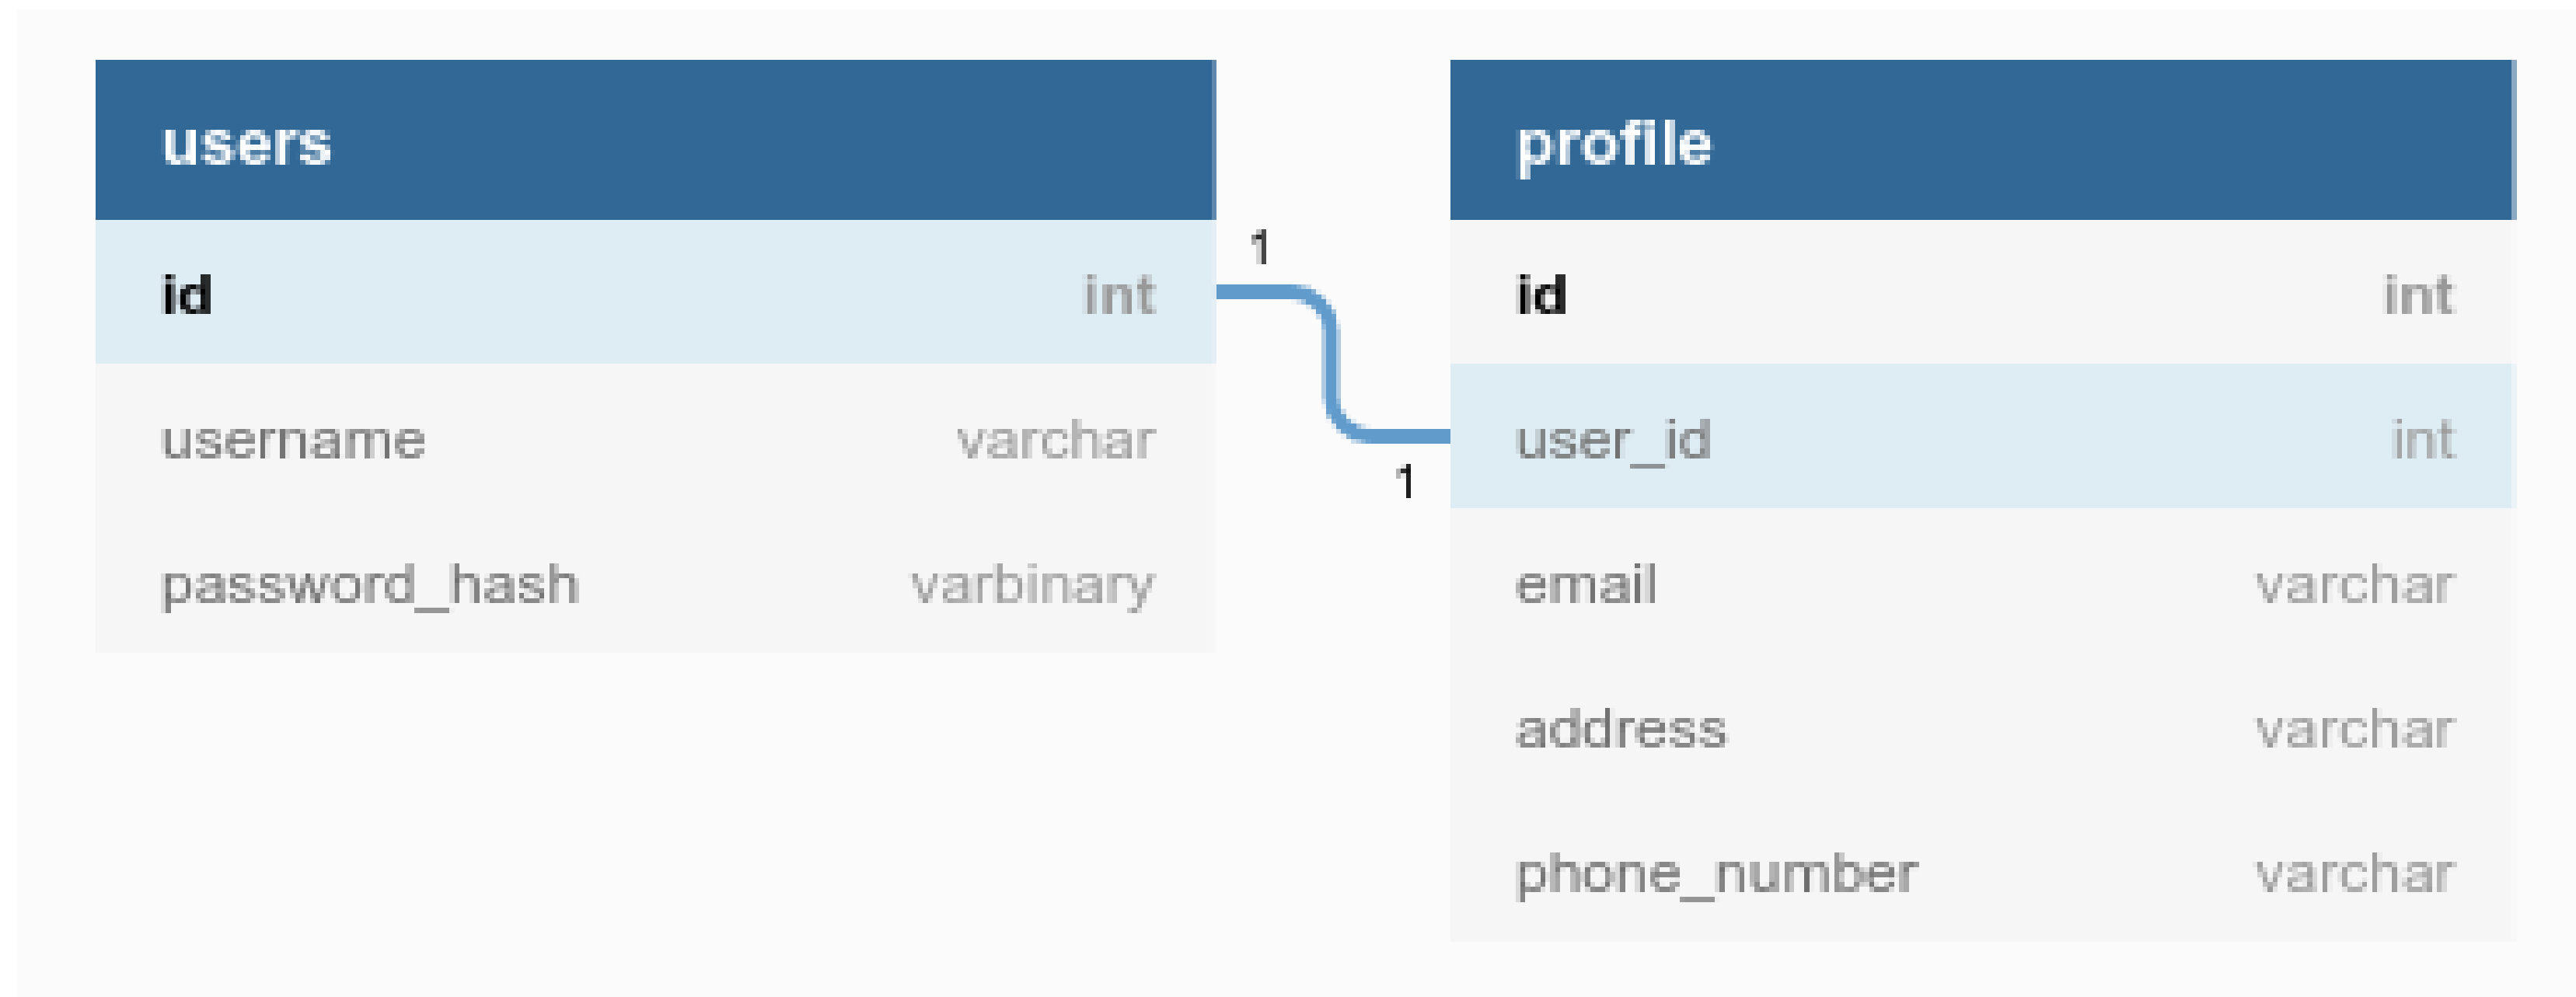 users
id int
username varchar
password_hash varbinary
1
1
profile
id int
user_id int
email varchar
address varchar
phone_number varchar